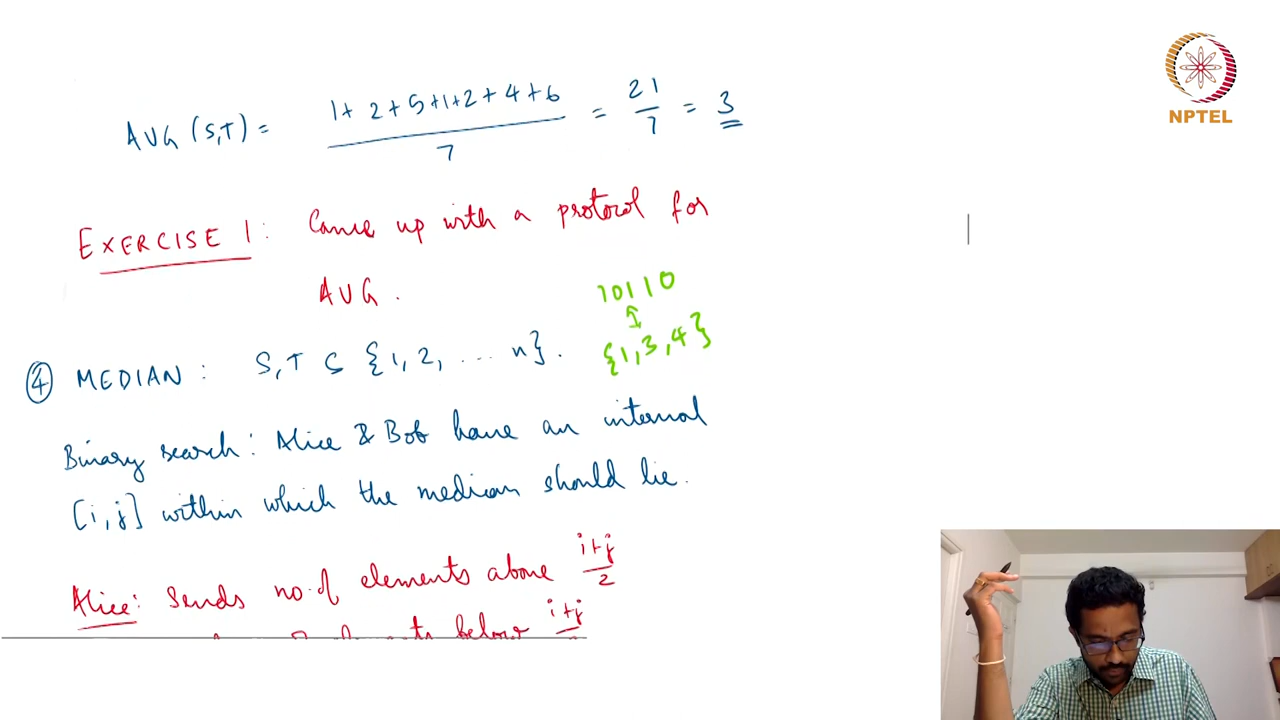 NPTEL
AVG (S,T) = 1+ 2+5+1+2+4+6 / 7 = 21 / 7 = 3
EXERCISE 1: Come up with a protocol for
AVG.
10110
↕
{1,3,4}
④ MEDIAN: S,T ⊆ {1, 2, ... n}.
Binary search: Alice & Bob have an interval
[i,j] within which the median should lie.
Alice: Sends no. of elements above i+j / 2
elements below i+j